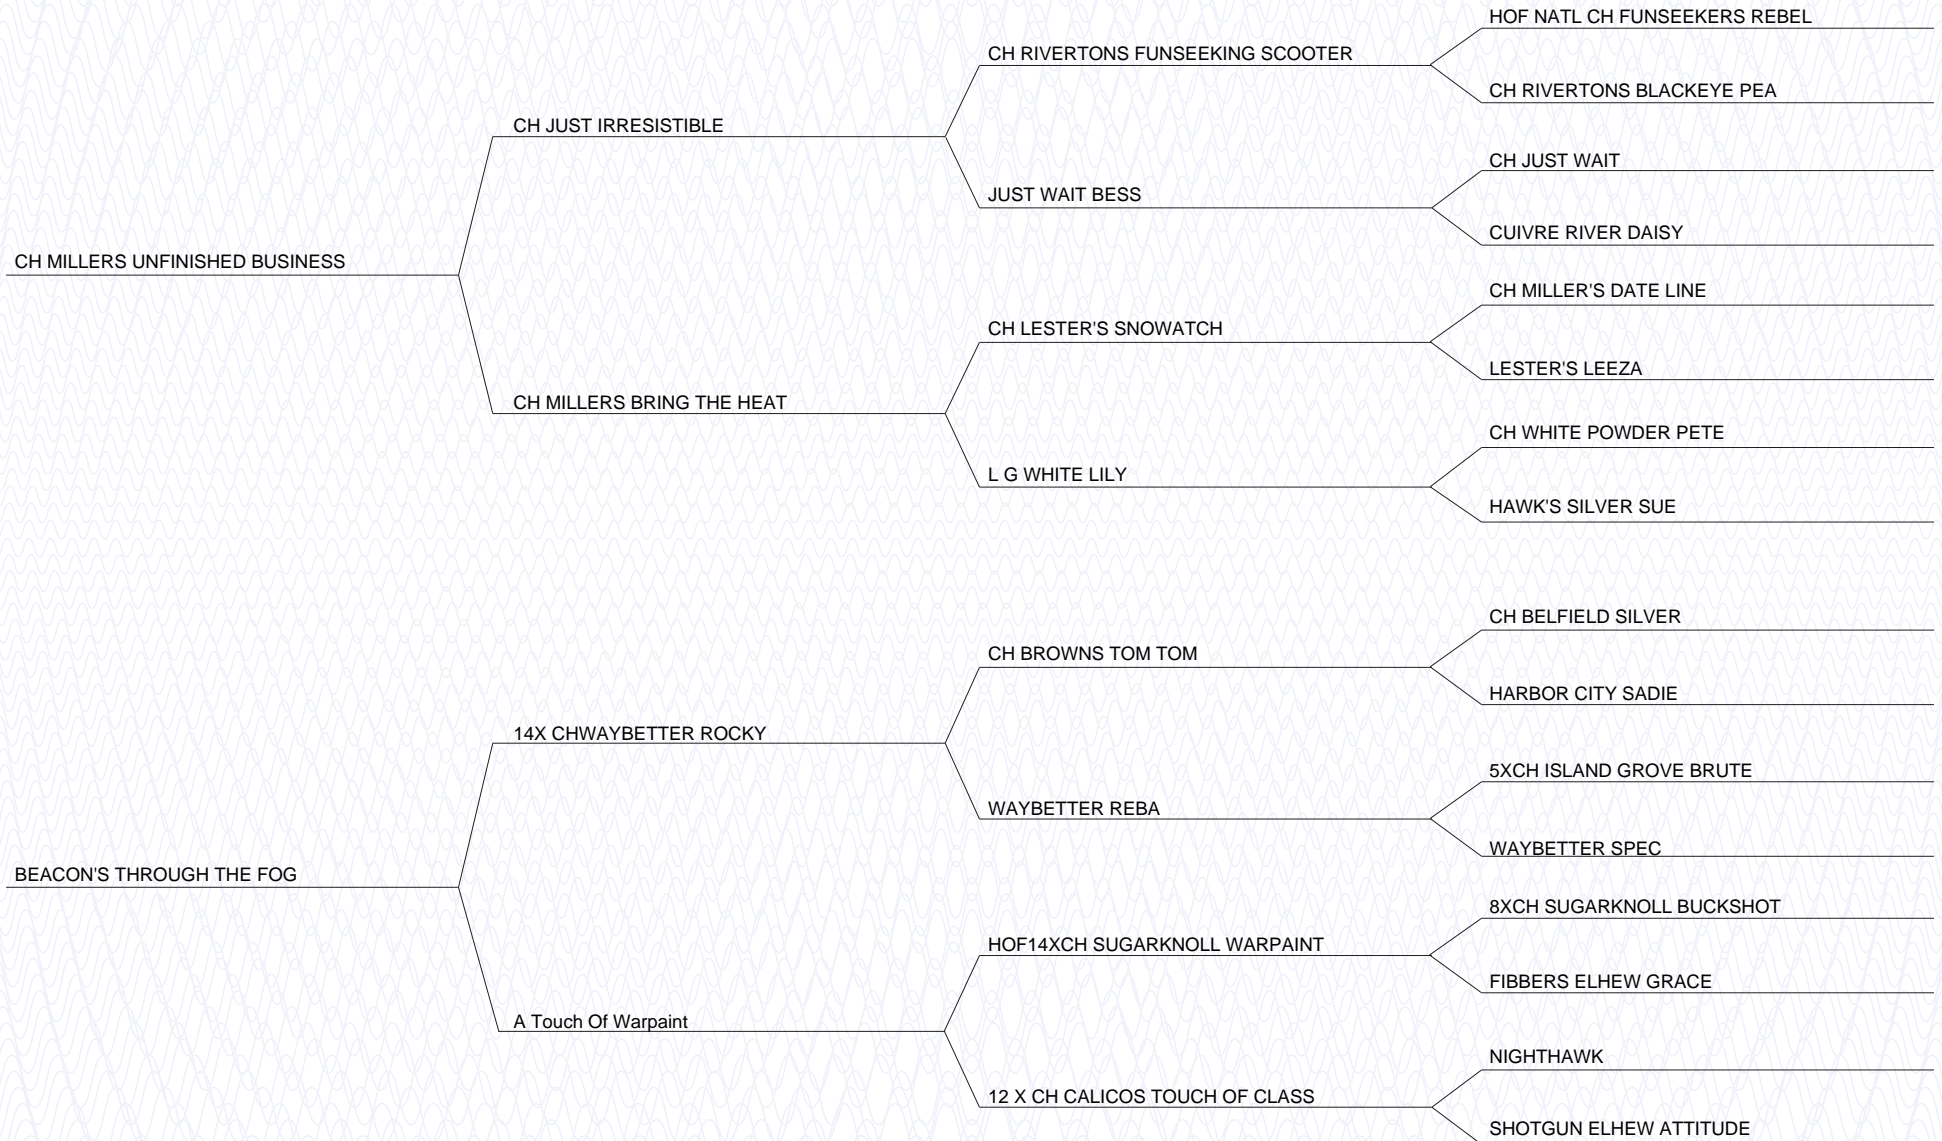 HOF NATL CH FUNSEEKERS REBEL
CH RIVERTONS FUNSEEKING SCOOTER
CH RIVERTONS BLACKEYE PEA
CH JUST IRRESISTIBLE
CH JUST WAIT
JUST WAIT BESS
CUIVRE RIVER DAISY
CH MILLERS UNFINISHED BUSINESS
CH MILLER'S DATE LINE
CH LESTER'S SNOWATCH
LESTER'S LEEZA
CH MILLERS BRING THE HEAT
CH WHITE POWDER PETE
L G WHITE LILY
HAWK'S SILVER SUE
CH BELFIELD SILVER
CH BROWNS TOM TOM
HARBOR CITY SADIE
14X CHWAYBETTER ROCKY
5XCH ISLAND GROVE BRUTE
WAYBETTER REBA
WAYBETTER SPEC
BEACON'S THROUGH THE FOG
8XCH SUGARKNOLL BUCKSHOT
HOF14XCH SUGARKNOLL WARPAINT
FIBBERS ELHEW GRACE
A Touch Of Warpaint
NIGHTHAWK
12 X CH CALICOS TOUCH OF CLASS
SHOTGUN ELHEW ATTITUDE